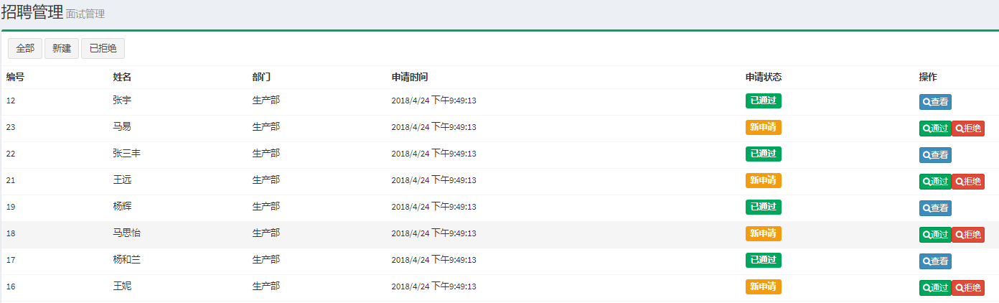 招聘管理 面试管理
全部 新建 已拒绝
编号 姓名 部门 申请时间 申请状态 操作
12 张宇 生产部 2018/4/24 下午9:49:13 已通过 查看
23 马易 生产部 2018/4/24 下午9:49:13 新申请 通过 拒绝
22 张三丰 生产部 2018/4/24 下午9:49:13 已通过 查看
21 王远 生产部 2018/4/24 下午9:49:13 新申请 通过 拒绝
19 杨辉 生产部 2018/4/24 下午9:49:13 已通过 查看
18 马思怡 生产部 2018/4/24 下午9:49:13 新申请 通过 拒绝
17 杨和兰 生产部 2018/4/24 下午9:49:13 已通过 查看
16 王妮 生产部 2018/4/24 下午9:49:13 新申请 通过 拒绝